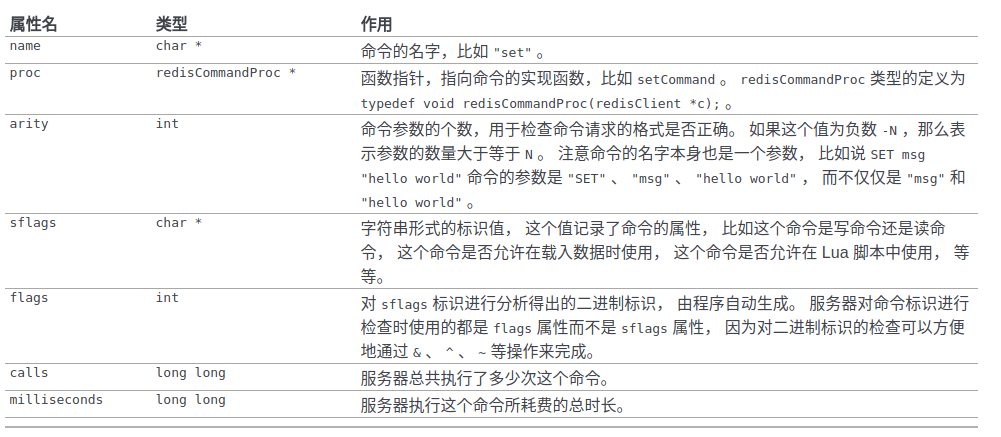 属性名 类型 作用
name char * 命令的名字，比如 "set" 。
proc redisCommandProc * 函数指针，指向命令的实现函数，比如 setCommand 。 redisCommandProc 类型的定义为
typedef void redisCommandProc(redisClient *c); 。
arity int 命令参数的个数，用于检查命令请求的格式是否正确。 如果这个值为负数 -N ，那么表
示参数的数量大于等于 N 。 注意命令的名字本身也是一个参数， 比如说 SET msg
"hello world" 命令的参数是 "SET" 、 "msg" 、 "hello world" ， 而不仅仅是 "msg" 和
"hello world" 。
sflags char * 字符串形式的标识值， 这个值记录了命令的属性， 比如这个命令是写命令还是读命
令， 这个命令是否允许在载入数据时使用， 这个命令是否允许在 Lua 脚本中使用， 等
等。
flags int 对 sflags 标识进行分析得出的二进制标识， 由程序自动生成。 服务器对命令标识进行
检查时使用的都是 flags 属性而不是 sflags 属性， 因为对二进制标识的检查可以方便
地通过 & 、 ^ 、 ~ 等操作来完成。
calls long long 服务器总共执行了多少次这个命令。
milliseconds long long 服务器执行这个命令所耗费的总时长。